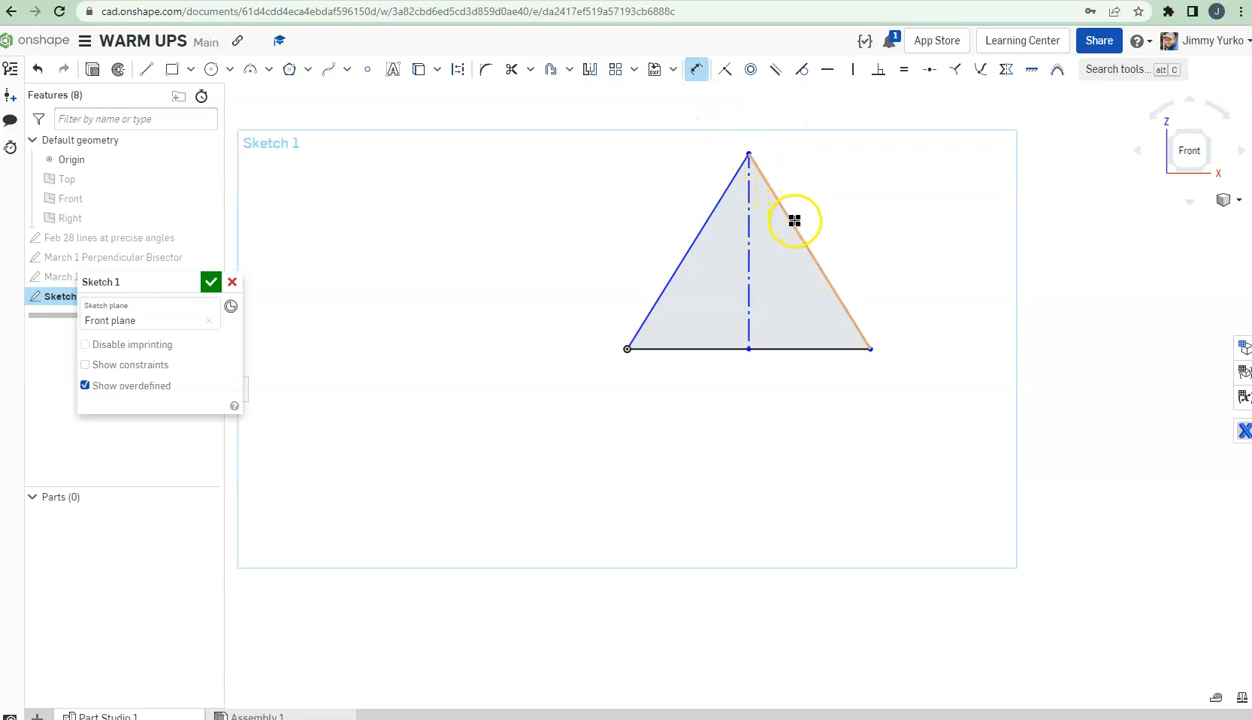 cad.onshape.com/documents/61d4cdd4eca4ebdaf596150d/w/3a82cbd6ed5cd3d609de40/e/da2417ef519a57193cb6888c
onshape WARM UPS Main 1 App Store Learning Center Share Jimmy Yurko
Search tools... alt C
Features (8)
Filter by name or type
Default geometry
Origin
Top
Front
Right
Feb 28 lines at precise angles
March 1 Perpendicular Bisector
March 1
Sketch
Sketch 1
Sketch plane
Front plane
Disable imprinting
Show constraints
Show overdefined
Parts (0)
Sketch 1
Z
Front
X
Part Studio 1
Assembly 1